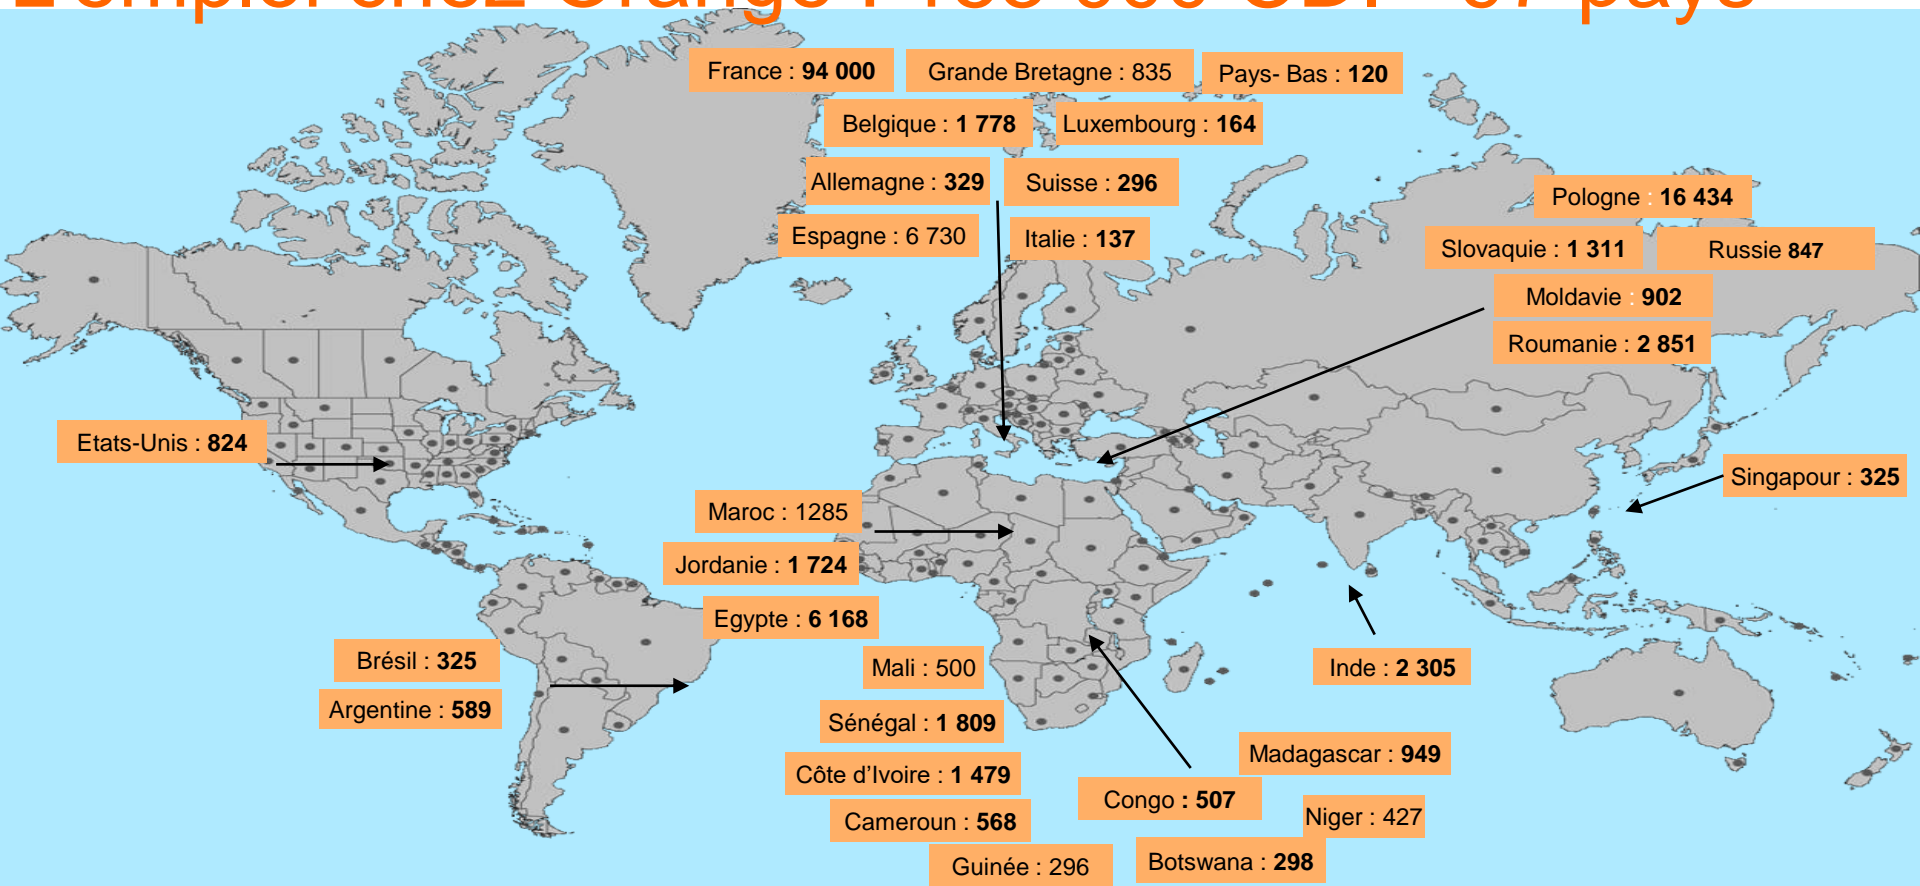 L'emploi chez Orange :
pays
France : 94 000
Grande Bretagne : 835
Pays- Bas : 120
Belgique : 1 778
Luxembourg : 164
Allemagne : 329
Suisse : 296
Espagne : 6 730
Italie : 137
Pologne : 16 434
Slovaquie : 1 311
Russie 847
Moldavie : 902
Roumanie : 2 851
Etats-Unis : 824
Singapour : 325
Maroc : 1285
Jordanie : 1 724
Egypte : 6 168
Brésil : 325
Argentine : 589
Mali : 500
Inde : 2 305
Sénégal : 1 809
Côte d'Ivoire : 1 479
Madagascar : 949
Congo : 507
Cameroun : 568
Niger : 427
Guinée : 296
Botswana : 298